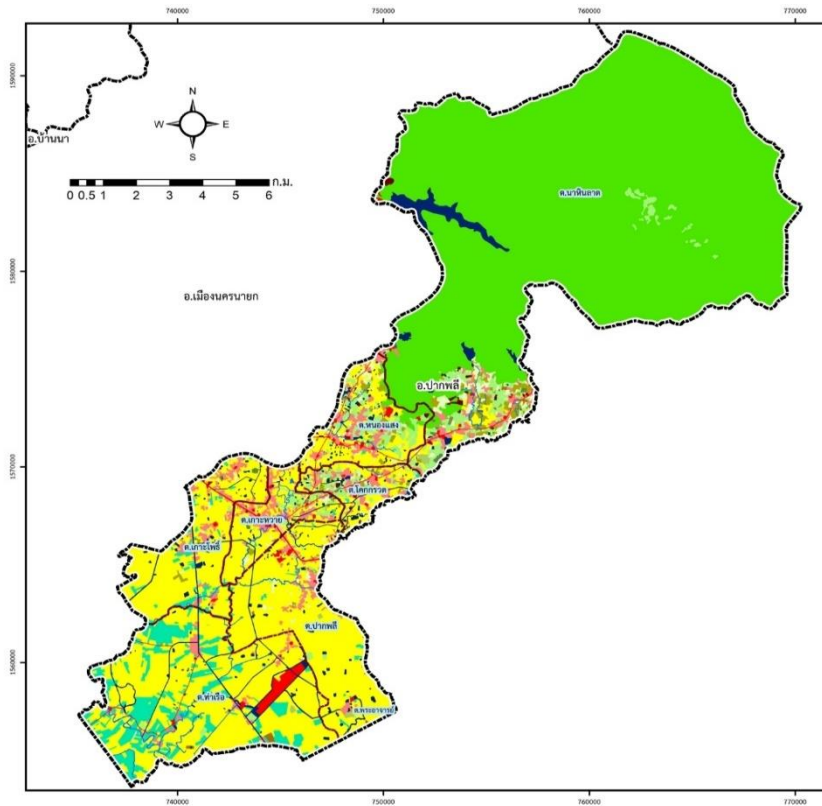 740000 750000 760000 770000
1590000
N
W E
S
อ.บ้านนา
0 0.5 1 2 3 4 5 6 ก.ม.
ต.นาหินลาด
1580000
อ.เมืองนครนายก
อ.ปากพลี
ต.หนองแสง
1570000
ต.โคกกรวด
ต.เกาะหวาย
ต.เกาะโพธิ์
ต.ปากพลี
1560000
ต.ท่าเรือ
ต.พระอาจารย์
740000 750000 760000 770000